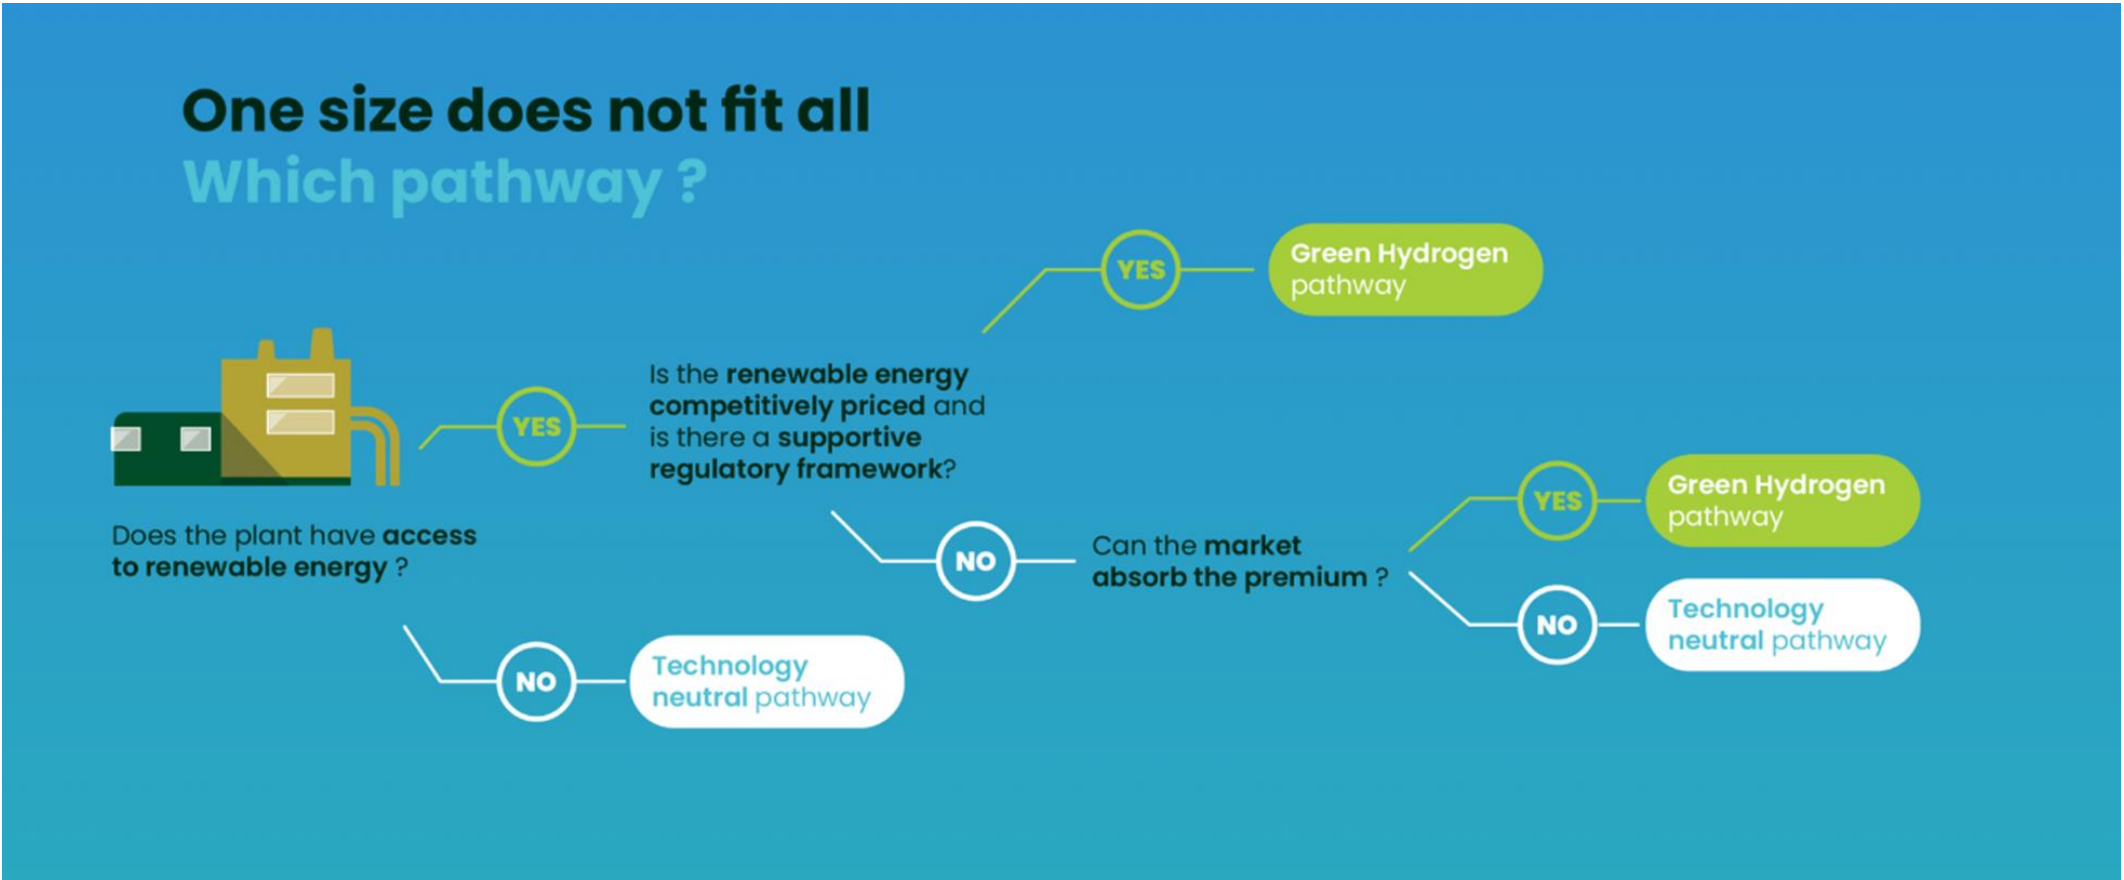 One size does not fit all
Which pathway ?
YES
Green Hydrogen
pathway
Is the renewable energy
competitively priced and
is there a supportive
regulatory framework?
YES
Does the plant have access
to renewable energy ?
NO
Can the market
absorb the premium ?
YES
Green Hydrogen
pathway
NO
Technology
neutral pathway
NO
Technology
neutral pathway